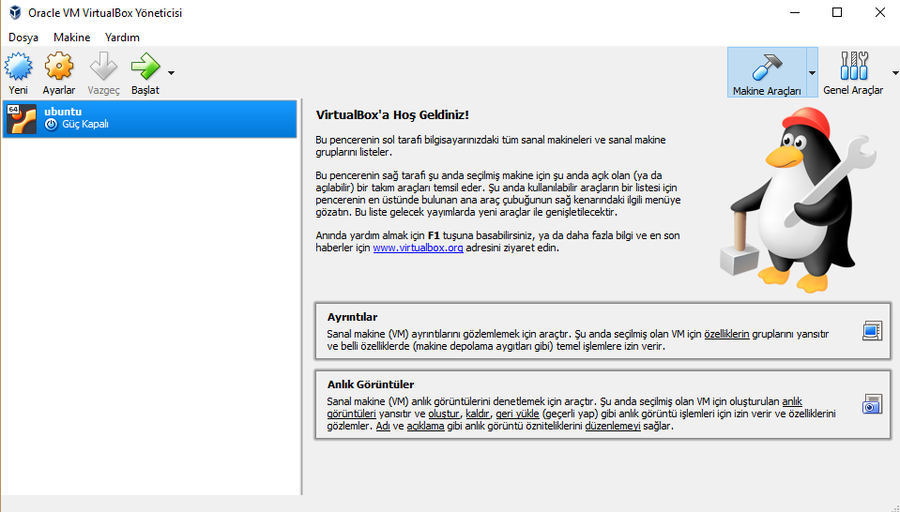 Oracle VM VirtualBox Yöneticisi
Dosya Makine Yardım
Yeni Ayarlar Vazgeç Başlat
Makine Araçları Genel Araçlar
64
ubuntu
Güç Kapalı
VirtualBox'a Hoş Geldiniz!
Bu pencerenin sol tarafı bilgisayarınızdaki tüm sanal makineleri ve sanal makine
gruplarını listeler.
Bu pencerenin sağ tarafı şu anda seçilmiş makine için şu anda açık olan (ya da
açılabilir) bir takım araçları temsil eder. Şu anda kullanılabilir araçların bir listesi için
pencerenin en üstünde bulunan ana araç çubuğunun sağ kenarındaki ilgili menüye
gözatın. Bu liste gelecek yayımlarda yeni araçlar ile genişletilecektir.
Anında yardım almak için F1 tuşuna basabilirsiniz, ya da daha fazla bilgi ve en son
haberler için www.virtualbox.org adresini ziyaret edin.
Ayrıntılar
Sanal makine (VM) ayrıntılarını gözlemlemek için araçtır. Şu anda seçilmiş olan VM için özelliklerin gruplarını yansıtır
ve belli özelliklerde (makine depolama aygıtları gibi) temel işlemlere izin verir.
Anlık Görüntüler
Sanal makine (VM) anlık görüntülerini denetlemek için araçtır. Şu anda seçilmiş olan VM için oluşturulan anlık
görüntüleri yansıtır ve oluştur, kaldır, geri yükle (geçerli yap) gibi anlık görüntü işlemleri için izin verir ve özelliklerini
gözlemler. Adı ve açıklama gibi anlık görüntü özniteliklerini düzenlemeyi sağlar.